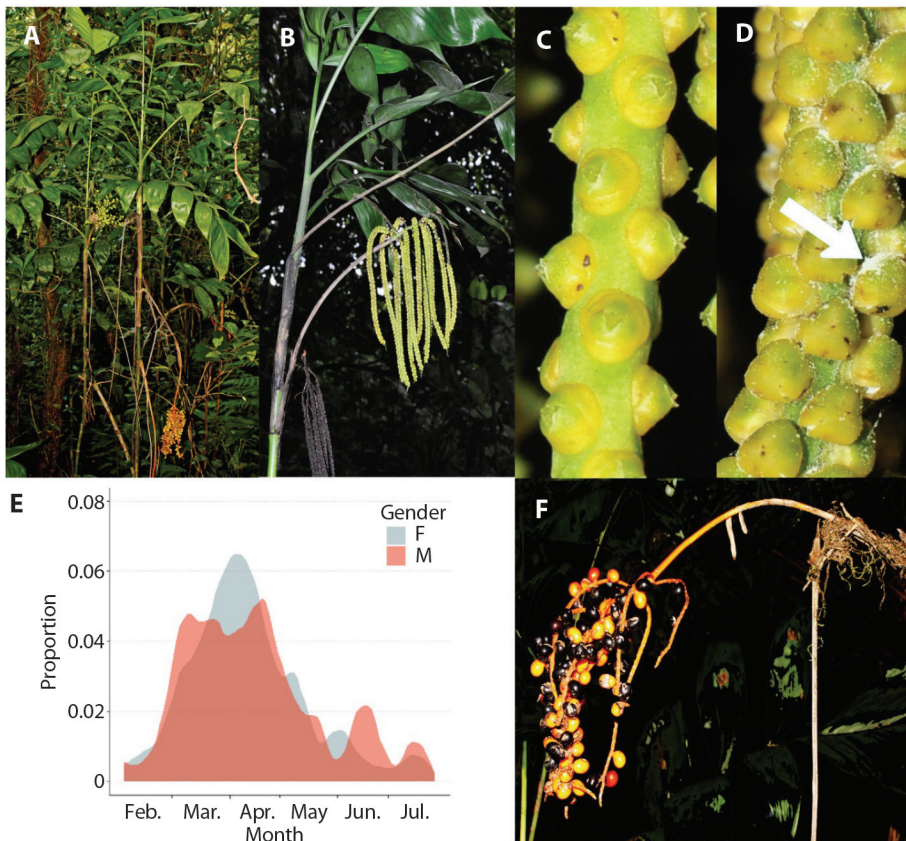 A
B
C
D
E
Gender
F
M
0.08
0.06
0.04
0.02
0
Proportion
Feb. Mar. Apr. May Jun. Jul.
Month
F